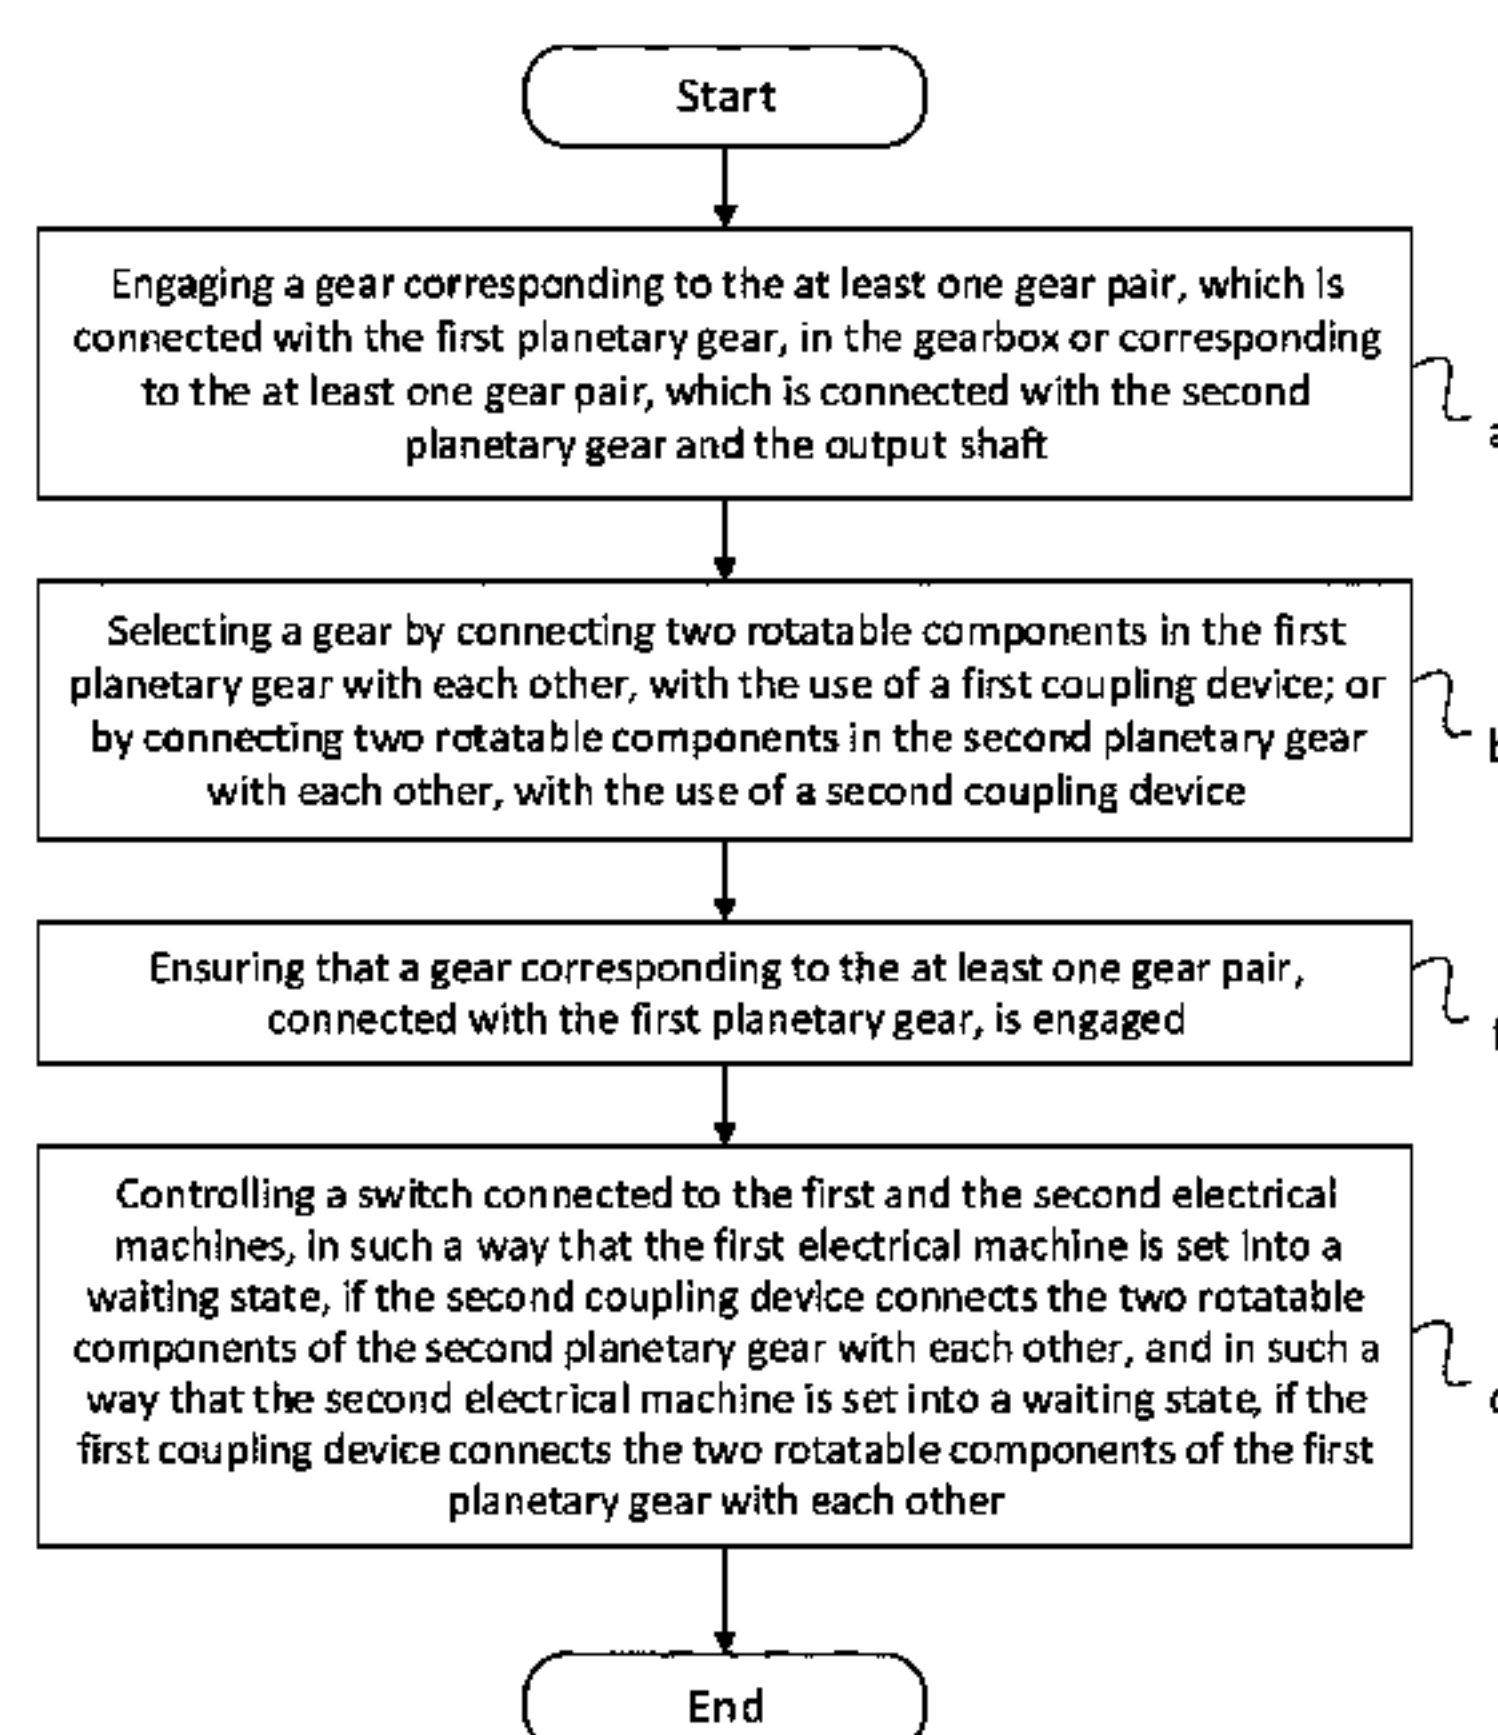 Start
Engaging a gear corresponding to the at least one gear pair, which is
connected with the first planetary gear, in the gearbox or corresponding
to the at least one gear pair, which is connected with the second
planetary gear and the output shaft
Selecting a gear by connecting two rotatable components in the first
planetary gear with each other, with the use of a first coupling device; or
by connecting two rotatable components in the second planetary gear
with each other, with the use of a second coupling device
Ensuring that a gear corresponding to the at least one gear pair,
connected with the first planetary gear, is engaged
Controlling a switch connected to the first and the second electrical
machines, in such a way that the first electrical machine is set into a
waiting state, if the second coupling device connects the two rotatable
components of the second planetary gear with each other, and in such a
way that the second electrical machine is set into a waiting state, if the
first coupling device connects the two rotatable components of the first
planetary gear with each other
End